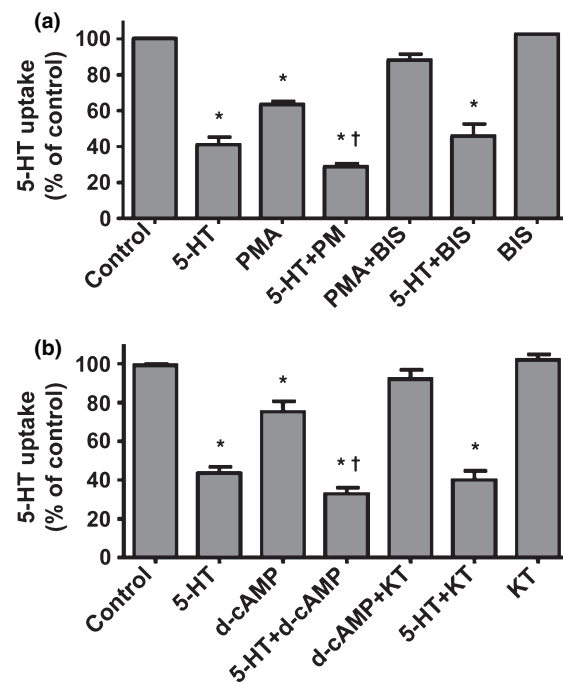 (a)
5-HT uptake
(% of control)
100
80
60
40
20
0
*
*
* †
*
Control
5-HT
PMA
5-HT+PM
PMA+BIS
5-HT+BIS
BIS
(b)
5-HT uptake
(% of control)
100
80
60
40
20
0
*
*
* †
*
Control
5-HT
d-cAMP
5-HT+d-cAMP
d-cAMP+KT
5-HT+KT
KT